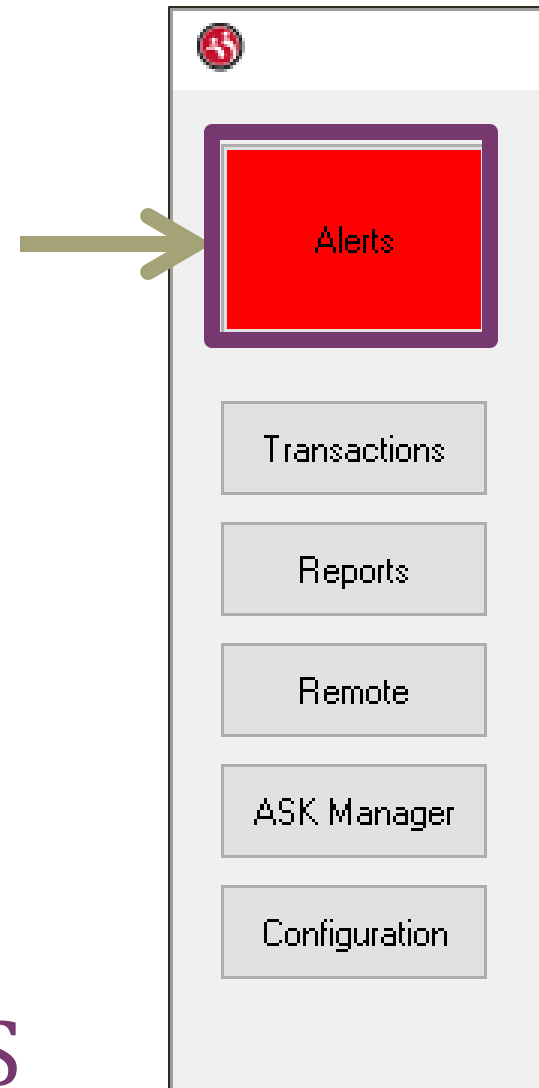 Alerts
Transactions
Reports
Remote
ASK Manager
Configuration
s